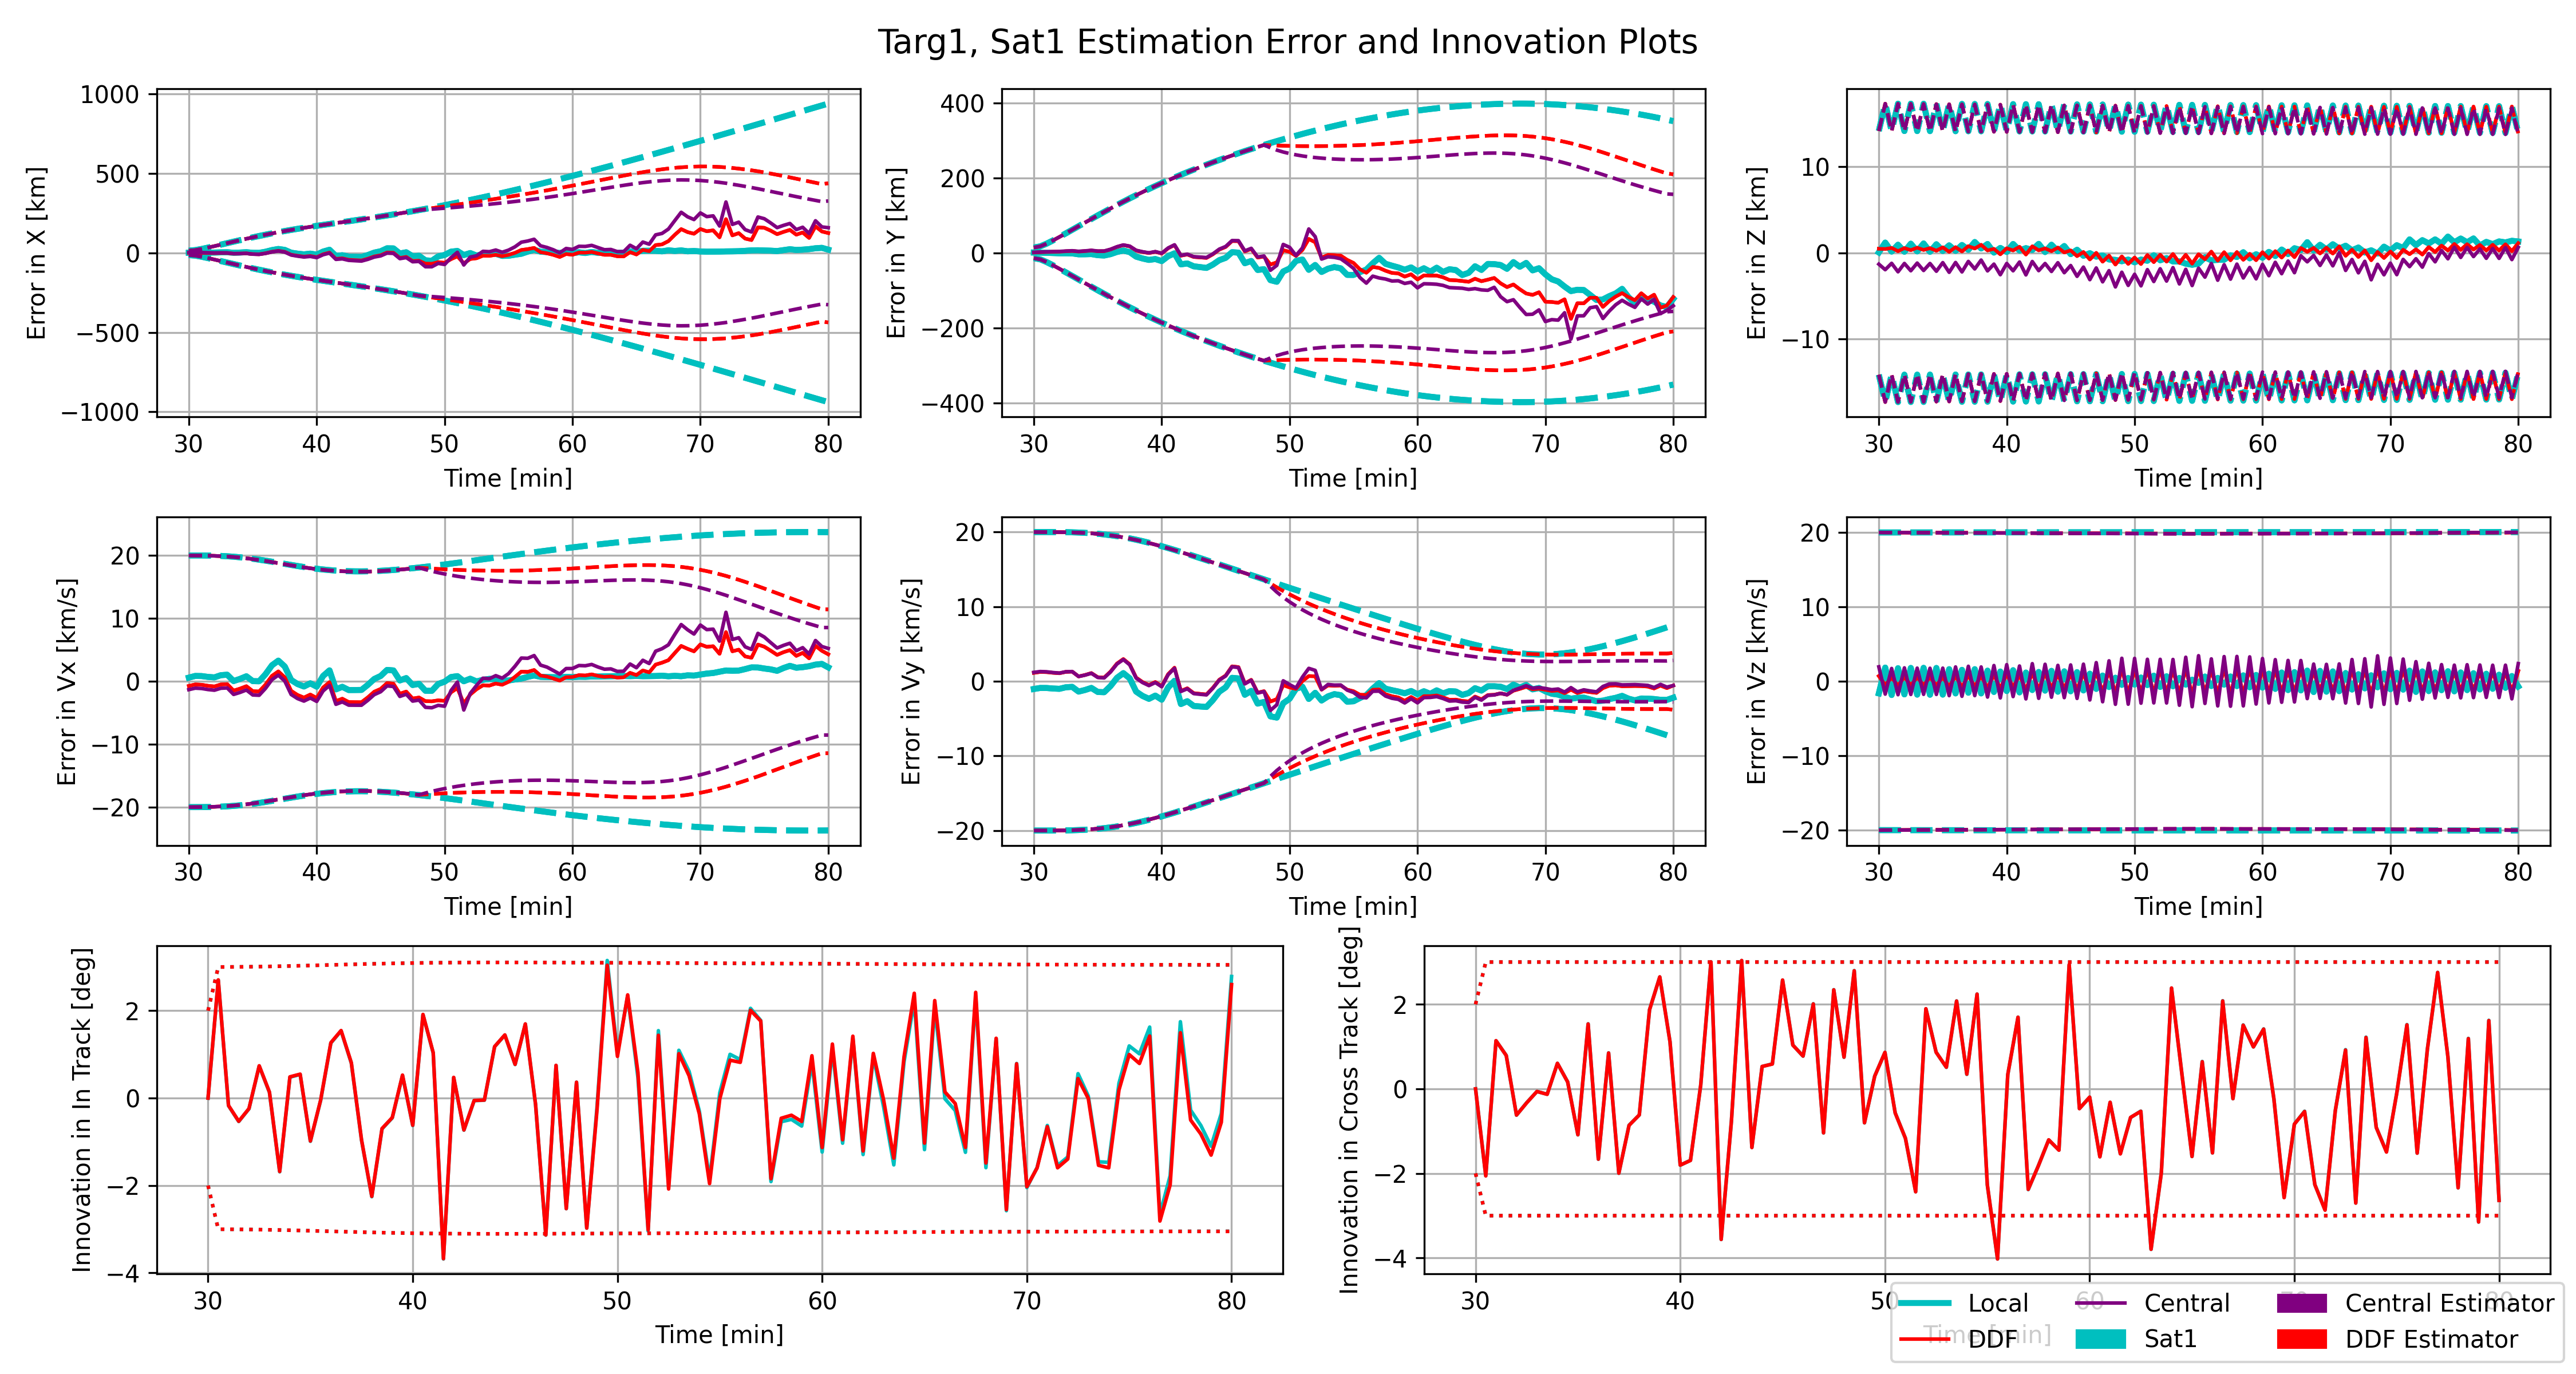 Targ1, Sat1 Estimation Error and Innovation Plots
Error in X [km]
1000
500
0
−500
−1000
30 40 50 60 70 80
Time [min]
Error in Y [km]
400
200
0
−200
−400
30 40 50 60 70 80
Time [min]
Error in Z [km]
10
0
−10
30 40 50 60 70 80
Time [min]
Error in Vx [km/s]
20
10
0
−10
−20
30 40 50 60 70 80
Time [min]
Error in Vy [km/s]
20
10
0
−10
−20
30 40 50 60 70 80
Time [min]
Error in Vz [km/s]
20
10
0
−10
−20
30 40 50 60 70 80
Time [min]
Innovation in In Track [deg]
2
0
−2
−4
30 40 50 60 70 80
Time [min]
Innovation in Cross Track [deg]
2
0
−2
−4
30 40 50 60 70 80
Time [min]
Local Central Central Estimator
DDF Sat1 DDF Estimator